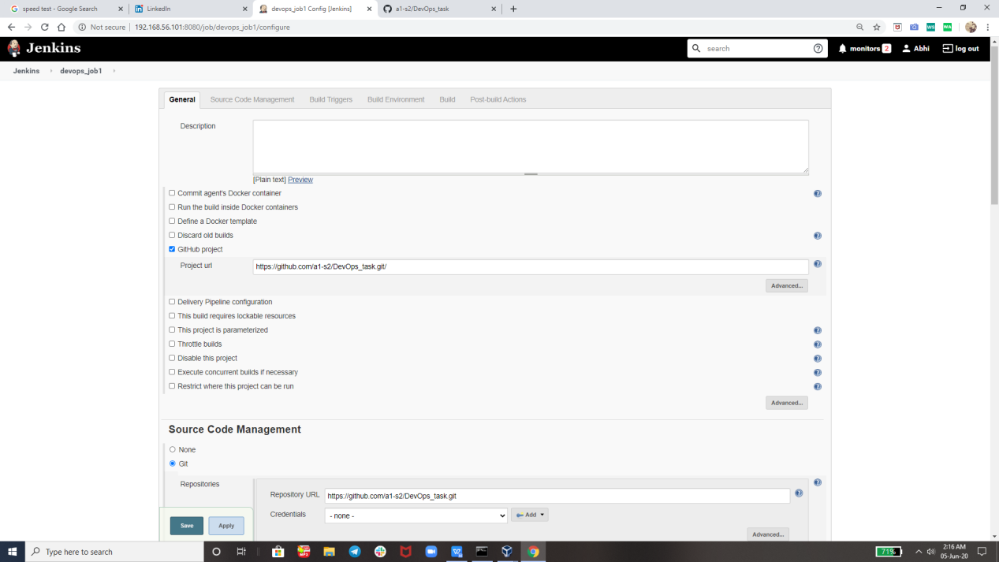 speed test - Google Search
LinkedIn
devops_job1 Config [Jenkins]
a1-s2/DevOps_task
Not secure | 192.168.56.101:8080/job/devops_job1/configure
Jenkins
search
monitors 2
Abhi
log out
Jenkins
devops_job1
General
Source Code Management
Build Triggers
Build Environment
Build
Post-build Actions
Description
[Plain text] Preview
Commit agent's Docker container
Run the build inside Docker containers
Define a Docker template
Discard old builds
GitHub project
Project url
https://github.com/a1-s2/DevOps_task.git/
Advanced...
Delivery Pipeline configuration
This build requires lockable resources
This project is parameterized
Throttle builds
Disable this project
Execute concurrent builds if necessary
Restrict where this project can be run
Advanced...
Source Code Management
None
Git
Repositories
Repository URL
https://github.com/a1-s2/DevOps_task.git
Credentials
- none -
Add
Advanced...
Save
Apply
Type here to search
71%
2:16 AM
05-Jun-20